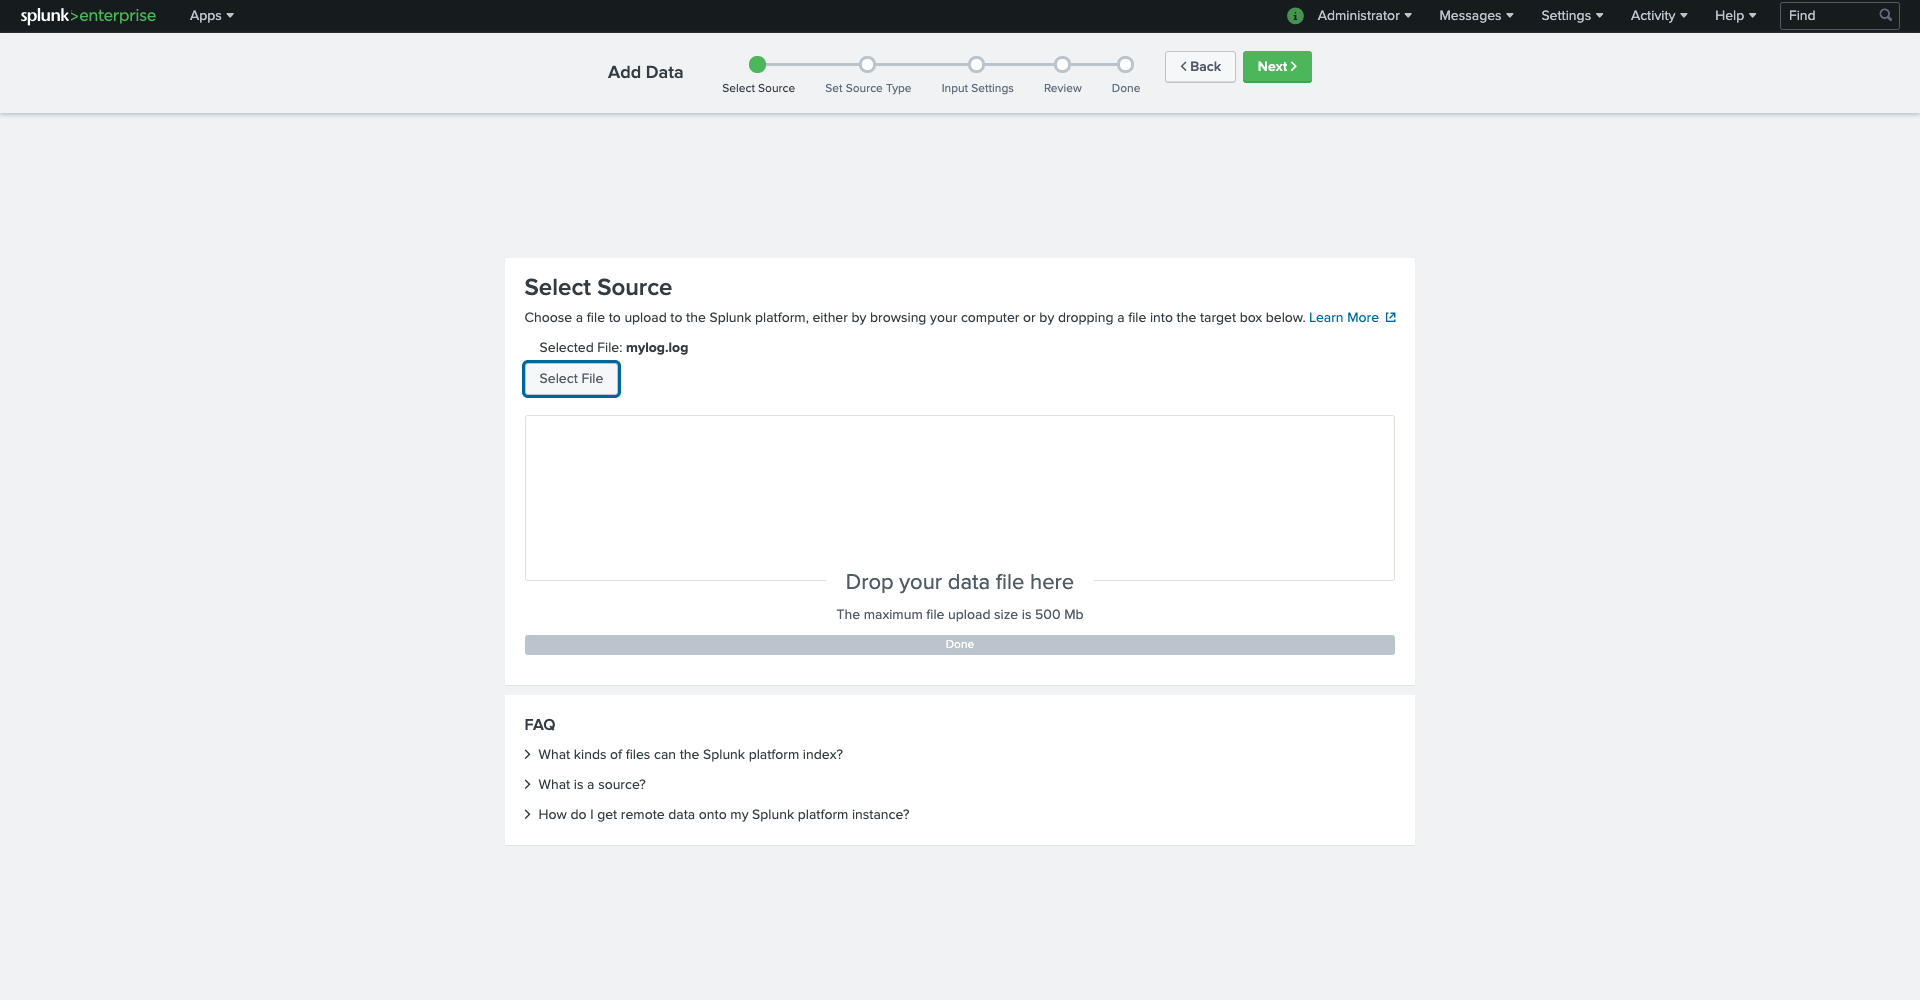 splunk>enterprise Apps Administrator Messages Settings Activity Help Find
Add Data Select Source Set Source Type Input Settings Review Done < Back Next >
Select Source
Choose a file to upload to the Splunk platform, either by browsing your computer or by dropping a file into the target box below. Learn More
Selected File: mylog.log
Select File
Drop your data file here
The maximum file upload size is 500 Mb
Done
FAQ
> What kinds of files can the Splunk platform index?
> What is a source?
> How do I get remote data onto my Splunk platform instance?